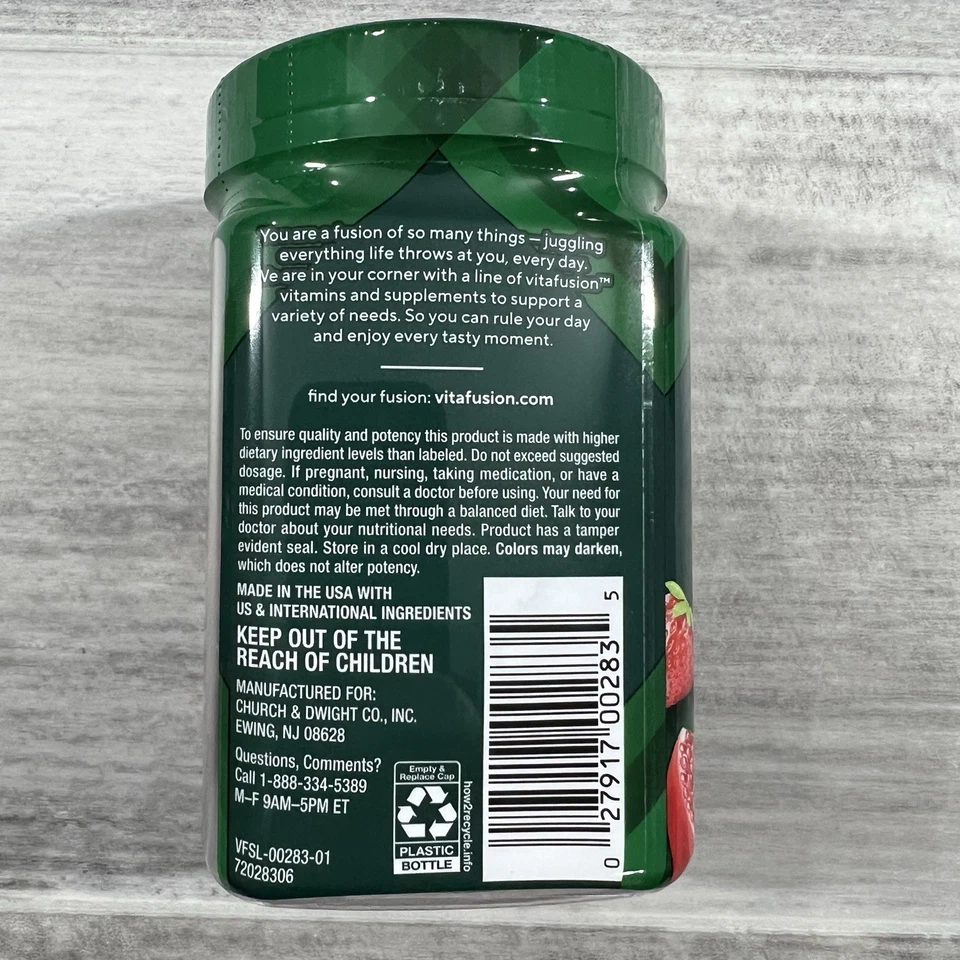 You are a fusion of so many things – juggling
everything life throws at you, every day.
We are in your corner with a line of vitafusion™
vitamins and supplements to support a
variety of needs. So you can rule your day
and enjoy every tasty moment.
find your fusion: vitafusion.com
To ensure quality and potency this product is made with higher
dietary ingredient levels than labeled. Do not exceed suggested
dosage. If pregnant, nursing, taking medication, or have a
medical condition, consult a doctor before using. Your need for
this product may be met through a balanced diet. Talk to your
doctor about your nutritional needs. Product has a tamper
evident seal. Store in a cool dry place. Colors may darken,
which does not alter potency.
MADE IN THE USA WITH
US & INTERNATIONAL INGREDIENTS
KEEP OUT OF THE
REACH OF CHILDREN
MANUFACTURED FOR:
CHURCH & DWIGHT CO., INC.
EWING, NJ 08628
Questions, Comments?
Call 1-888-334-5389
M–F 9AM–5PM ET
VFSL-00283-01
72028306
Empty &
Replace Cap
PLASTIC
BOTTLE
how2recycle.info
0 27917 00283 5